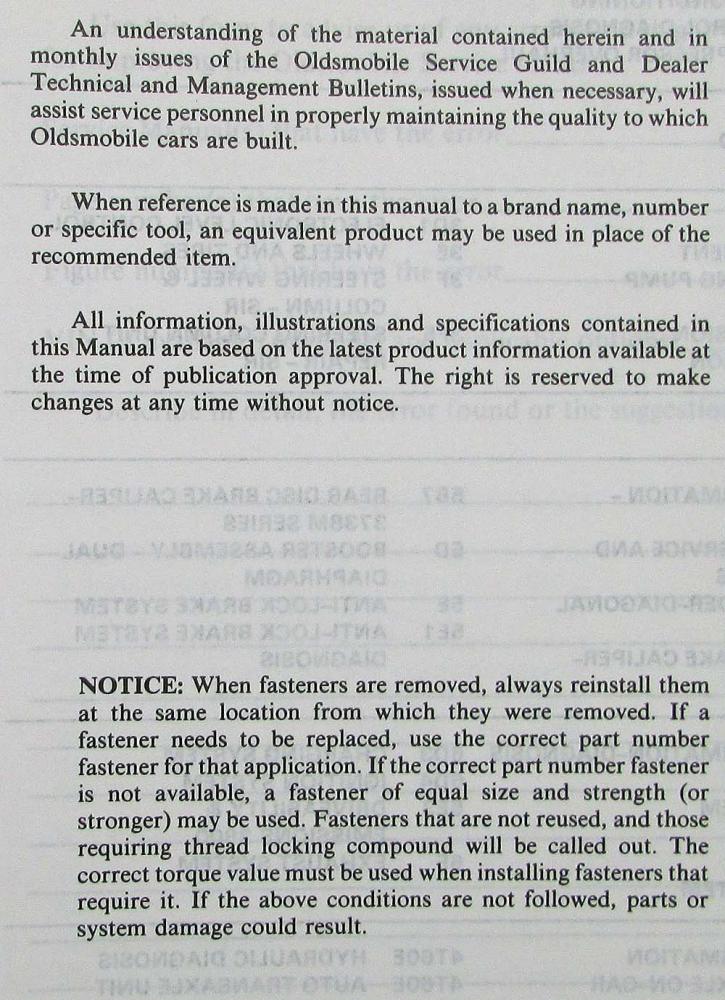 An understanding of the material contained herein and in
monthly issues of the Oldsmobile Service Guild and Dealer
Technical and Management Bulletins, issued when necessary, will
assist service personnel in properly maintaining the quality to which
Oldsmobile cars are built.
When reference is made in this manual to a brand name, number
or specific tool, an equivalent product may be used in place of the
recommended item.
All information, illustrations and specifications contained in
this Manual are based on the latest product information available at
the time of publication approval. The right is reserved to make
changes at any time without notice.
NOTICE: When fasteners are removed, always reinstall them
at the same location from which they were removed. If a
fastener needs to be replaced, use the correct part number
fastener for that application. If the correct part number fastener
is not available, a fastener of equal size and strength (or
stronger) may be used. Fasteners that are not reused, and those
requiring thread locking compound will be called out. The
correct torque value must be used when installing fasteners that
require it. If the above conditions are not followed, parts or
system damage could result.